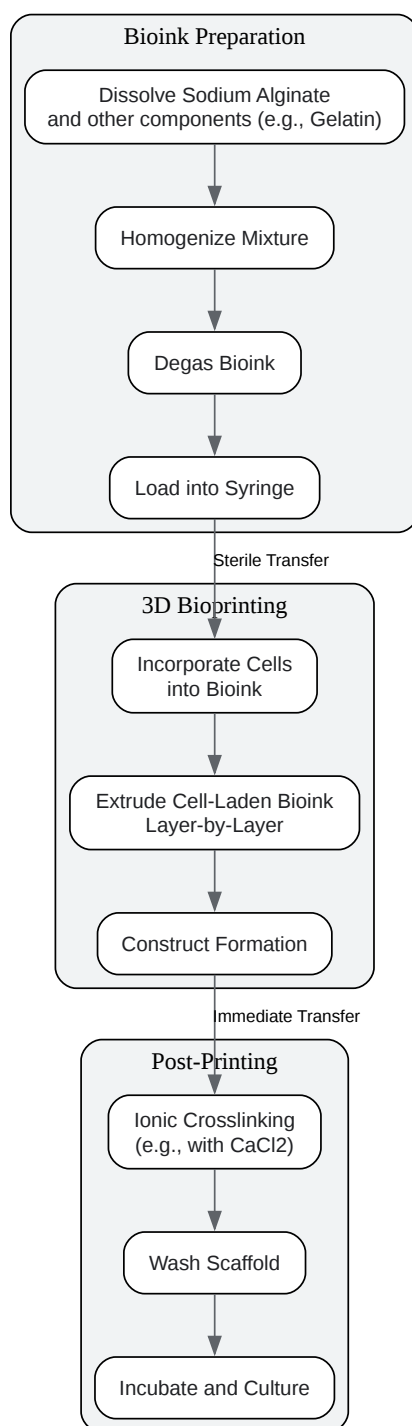 Bioink Preparation
Dissolve Sodium Alginate
and other components (e.g., Gelatin)
Homogenize Mixture
Degas Bioink
Load into Syringe
Sterile Transfer
3D Bioprinting
Incorporate Cells
into Bioink
Extrude Cell-Laden Bioink
Layer-by-Layer
Construct Formation
Immediate Transfer
Post-Printing
Ionic Crosslinking
(e.g., with CaCl2)
Wash Scaffold
Incubate and Culture